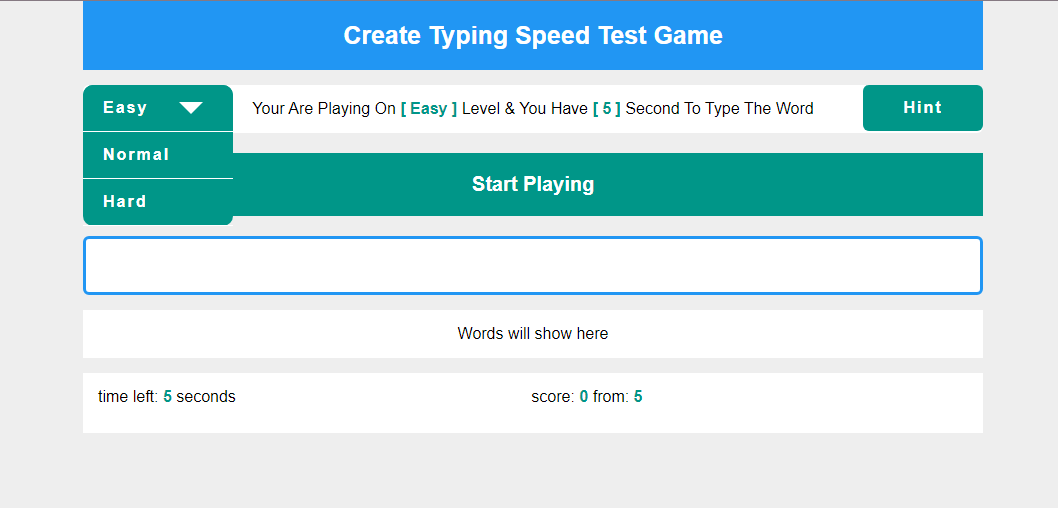 Create Typing Speed Test Game
Easy
Your Are Playing On [ Easy ] Level & You Have [ 5 ] Second To Type The Word
Hint
Normal
Hard
Start Playing
Words will show here
time left: 5 seconds
score: 0 from: 5